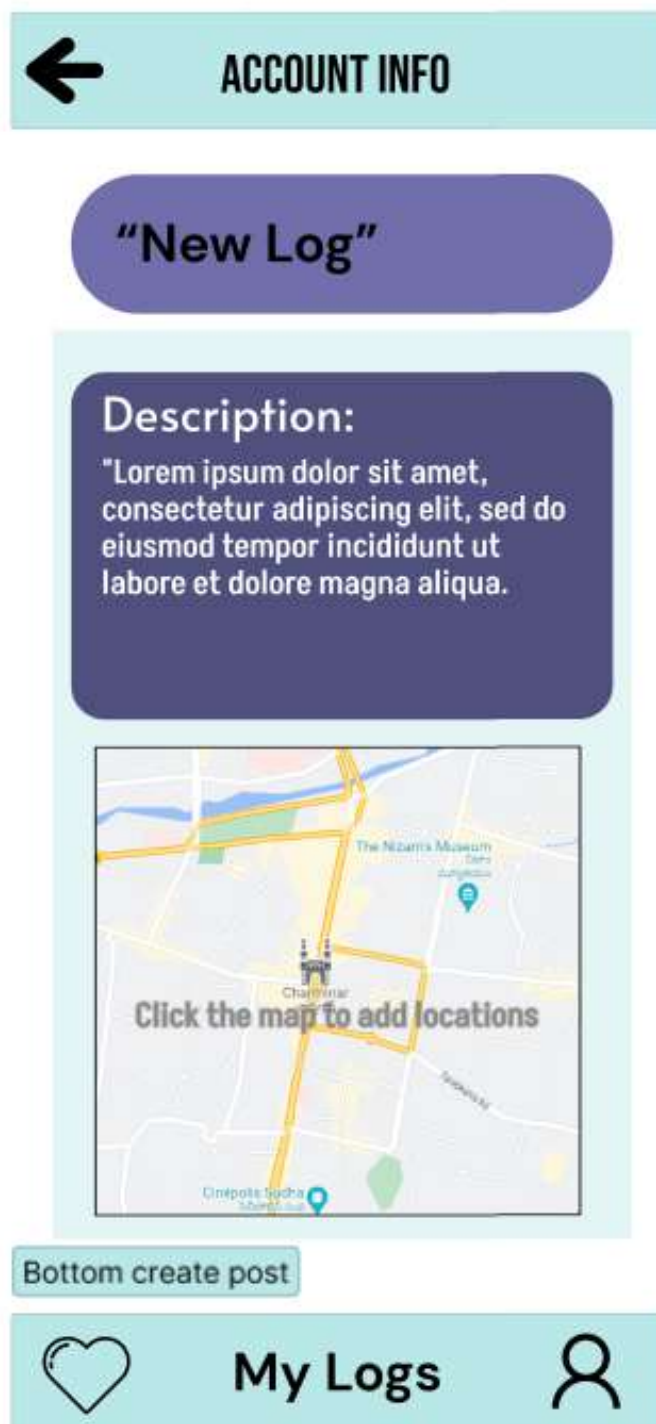 ACCOUNT INFO
“New Log”
Description:
"Lorem ipsum dolor sit amet,
consectetur adipiscing elit, sed do
eiusmod tempor incididunt ut
labore et dolore magna aliqua.
The Nizam's Museum
Charminar
Click the map to add locations
Cinépolis Sudha
Bottom create post
My Logs